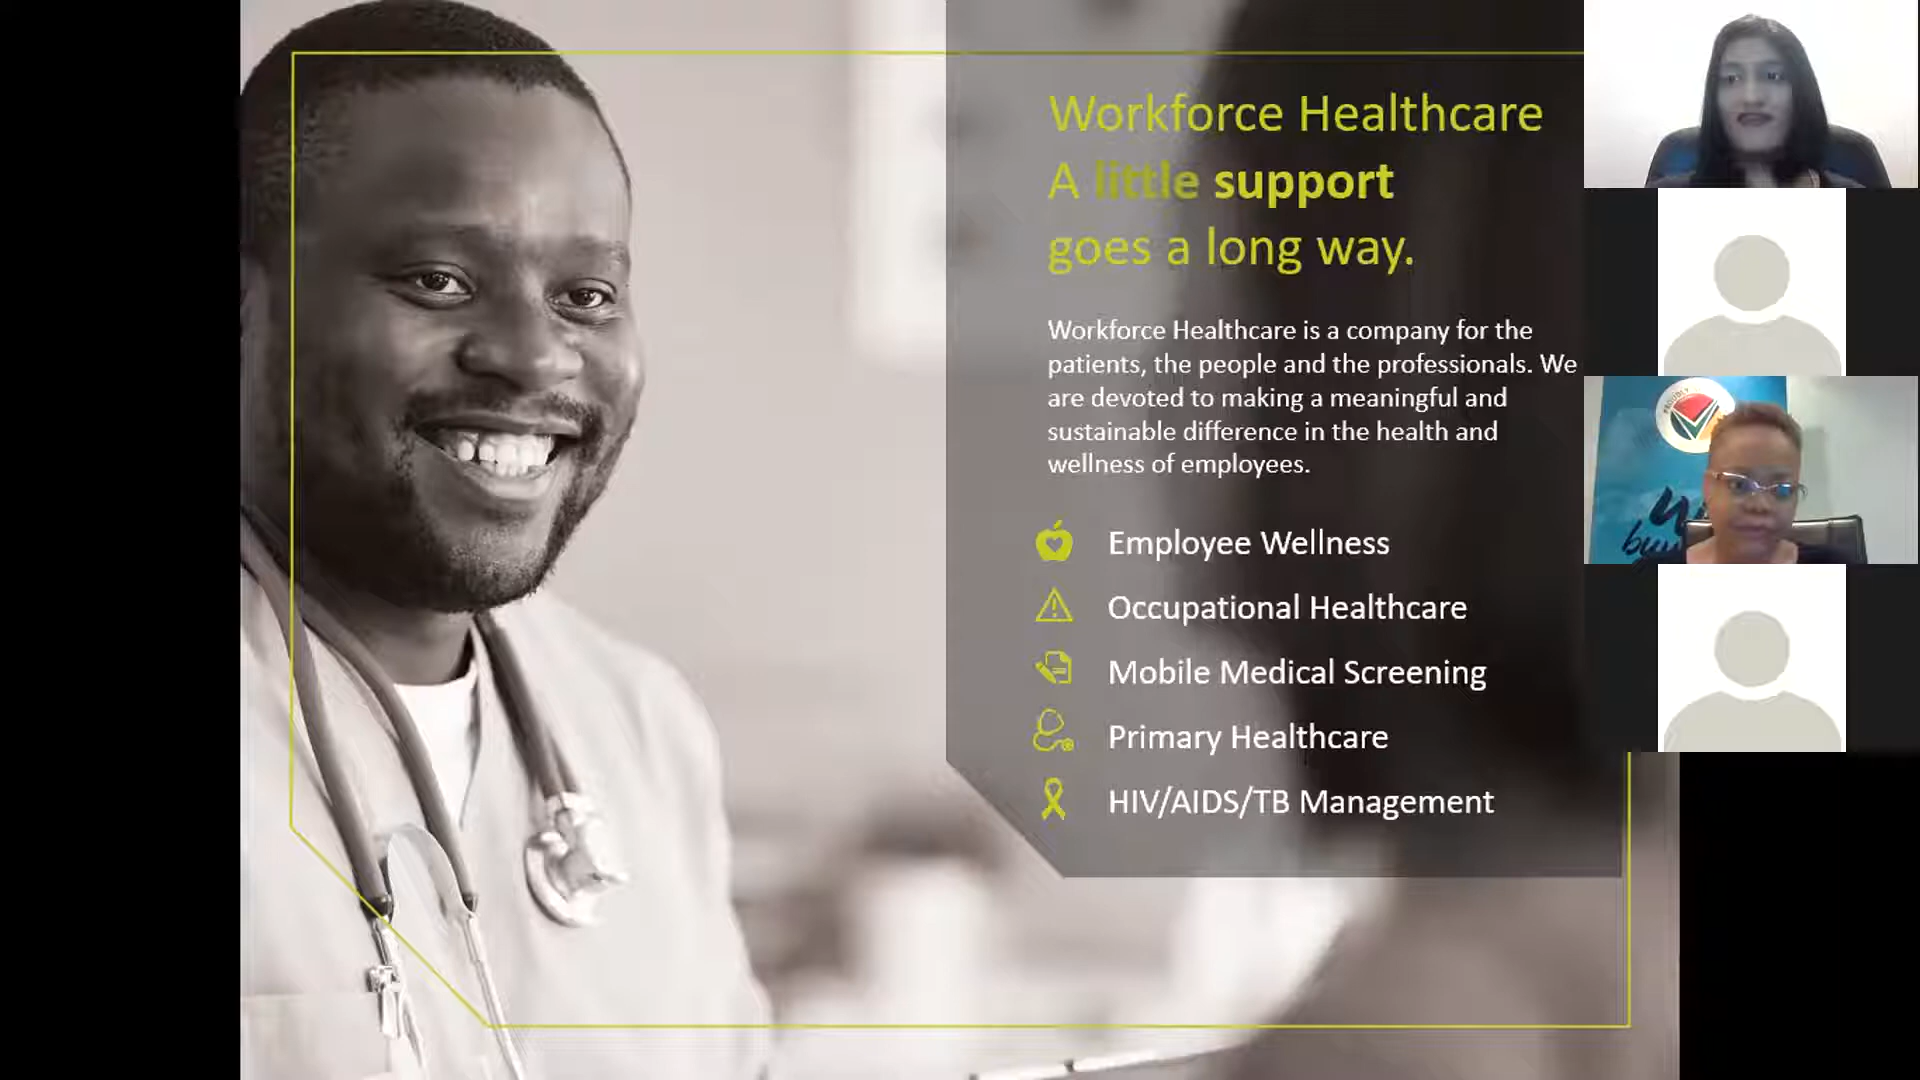 Workforce Healthcare
A little support
goes a long way.
Workforce Healthcare is a company for the
patients, the people and the professionals. We
are devoted to making a meaningful and
sustainable difference in the health and
wellness of employees.
Employee Wellness
Occupational Healthcare
Mobile Medical Screening
Primary Healthcare
HIV/AIDS/TB Management
PROUDLY